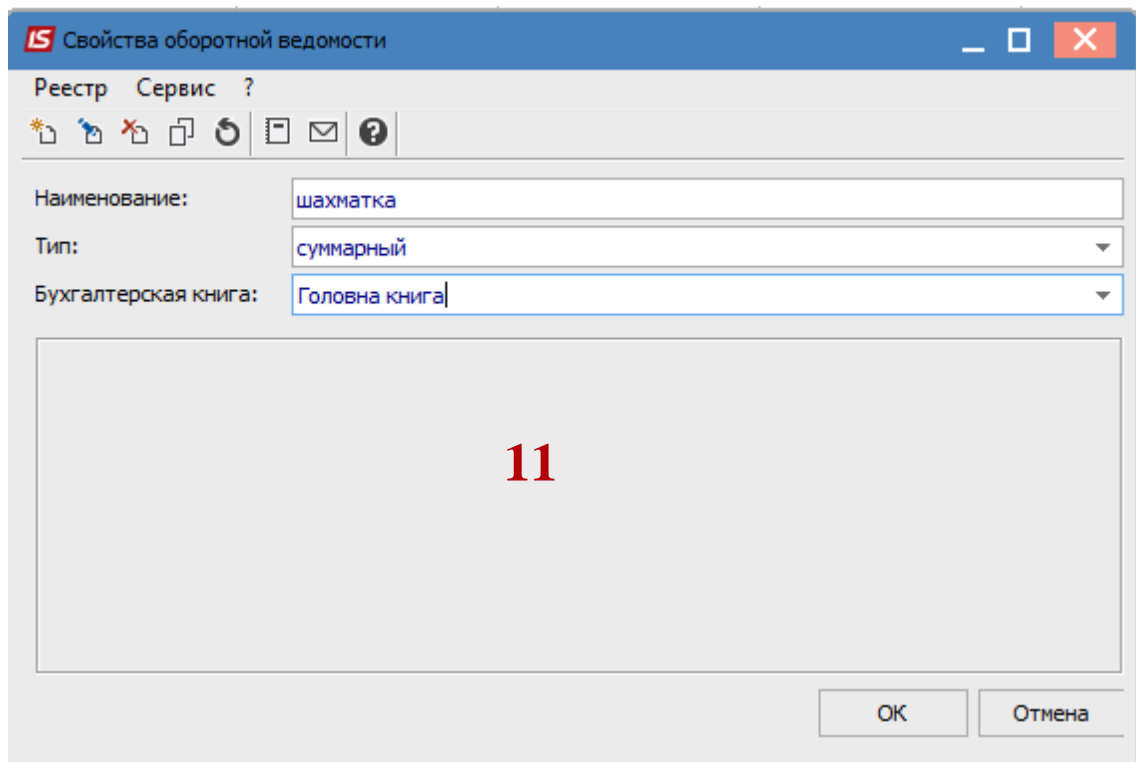 IS Свойства оборотной ведомости
Реестр Сервис ?
Наименование: шахматка
Тип: суммарный
Бухгалтерская книга: Головна книга
11
ОК Отмена